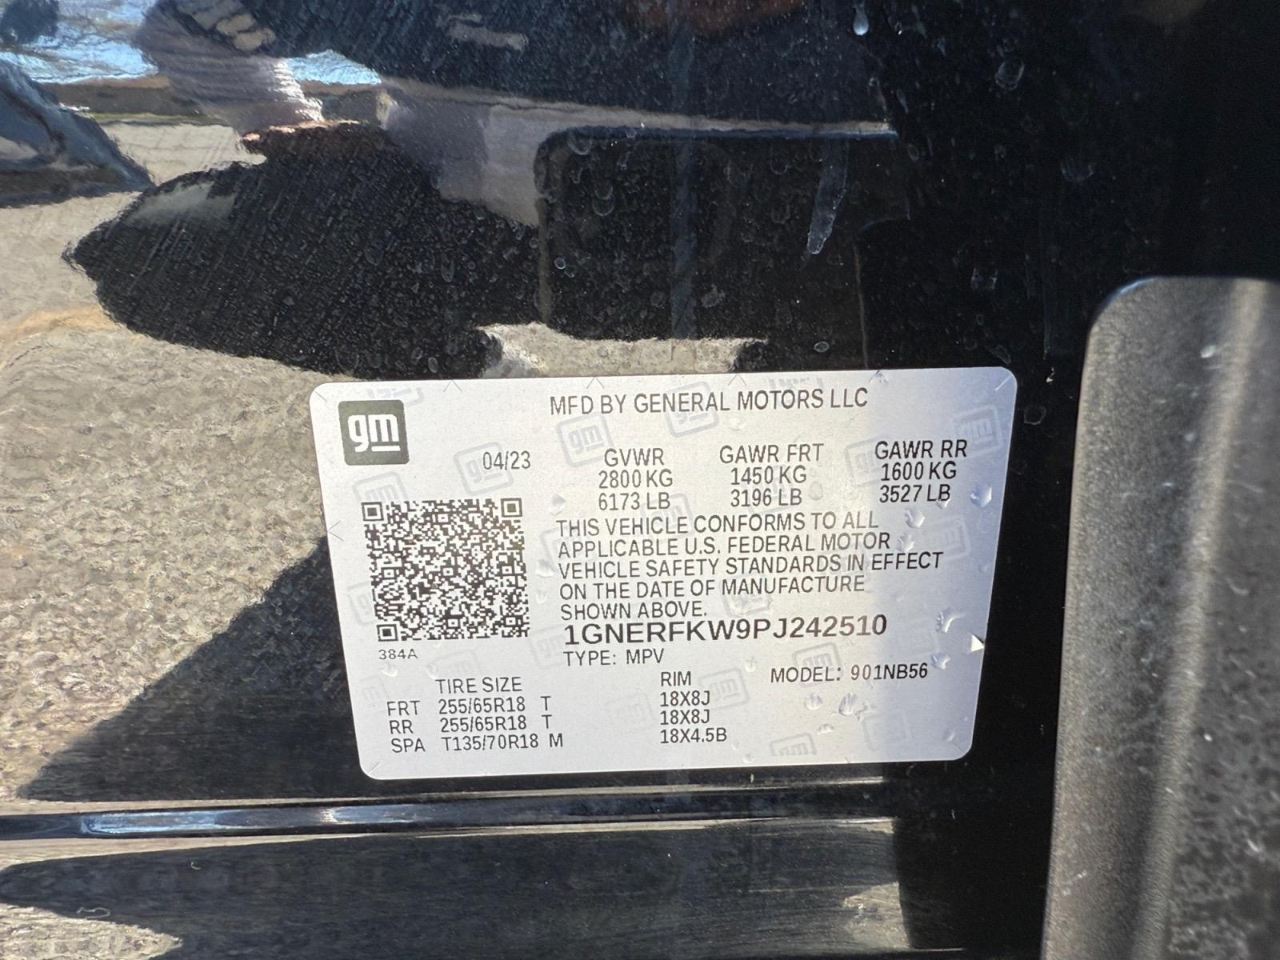 gm
MFD BY GENERAL MOTORS LLC
04/23
GVWR GAWR FRT GAWR RR
2800 KG 1450 KG 1600 KG
6173 LB 3196 LB 3527 LB
THIS VEHICLE CONFORMS TO ALL
APPLICABLE U.S. FEDERAL MOTOR
VEHICLE SAFETY STANDARDS IN EFFECT
ON THE DATE OF MANUFACTURE
SHOWN ABOVE.
1GNERFKW9PJ242510
384A
TYPE: MPV
MODEL: 901NB56
TIRE SIZE RIM
FRT 255/65R18 T 18X8J
RR 255/65R18 T 18X8J
SPA T135/70R18 M 18X4.5B